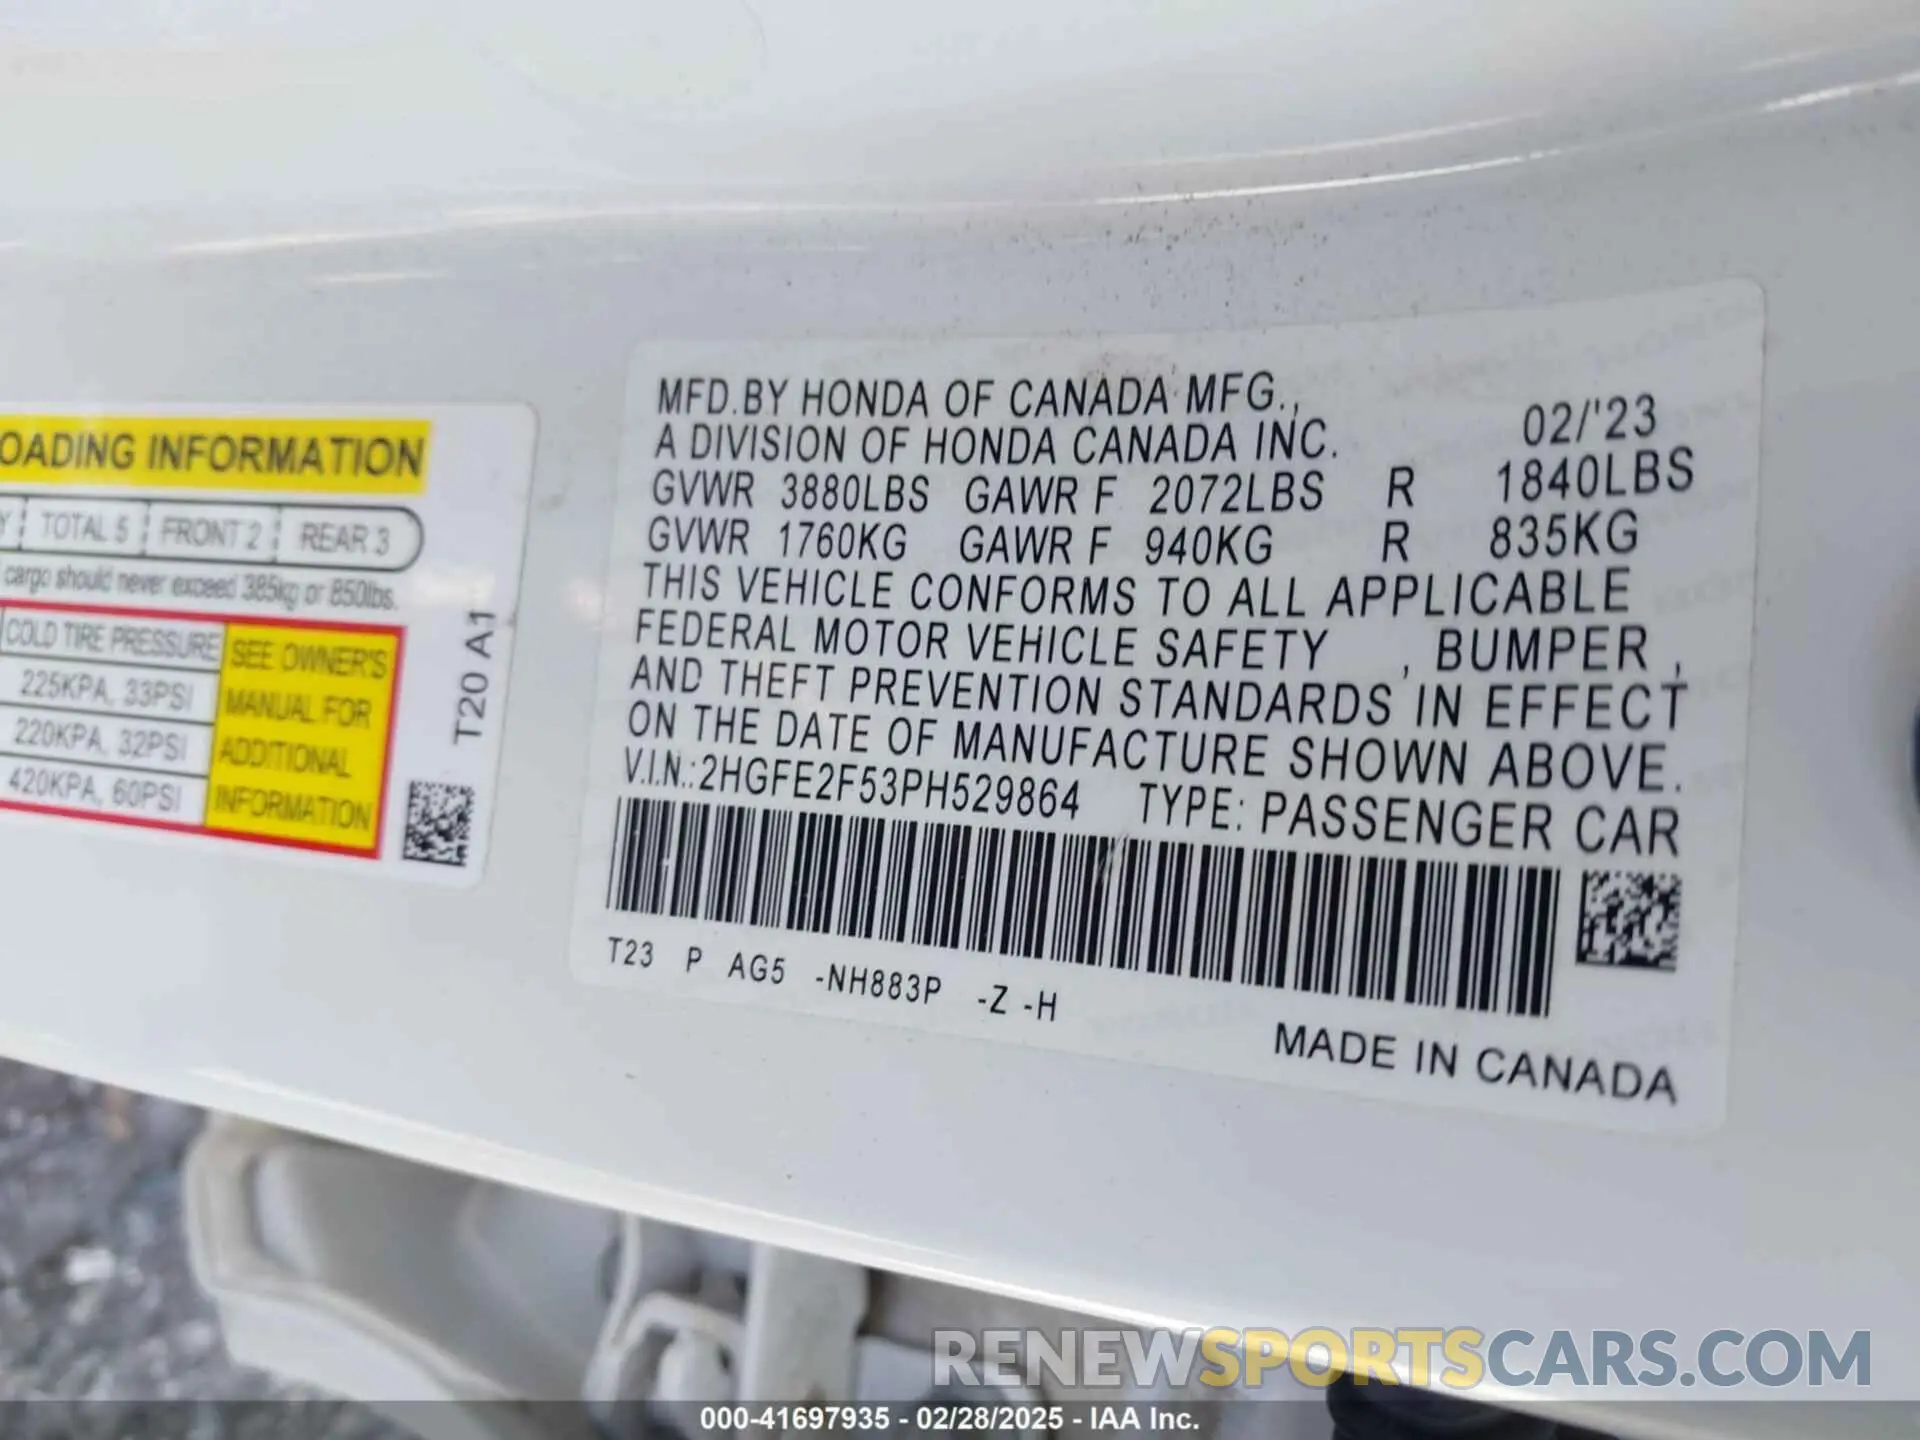 OADING INFORMATION
Y TOTAL 5 FRONT 2 REAR 3
cargo should never exceed 385kg or 850lbs.
COLD TIRE PRESSURE
225KPA, 33PSI
220KPA, 32PSI
420KPA, 60PSI
SEE OWNER'S
MANUAL FOR
ADDITIONAL
INFORMATION
T20 A1
MFD.BY HONDA OF CANADA MFG., 02/'23
A DIVISION OF HONDA CANADA INC.
GVWR 3880LBS GAWR F 2072LBS R 1840LBS
GVWR 1760KG GAWR F 940KG R 835KG
THIS VEHICLE CONFORMS TO ALL APPLICABLE
FEDERAL MOTOR VEHICLE SAFETY , BUMPER ,
AND THEFT PREVENTION STANDARDS IN EFFECT
ON THE DATE OF MANUFACTURE SHOWN ABOVE.
V.I.N.:2HGFE2F53PH529864 TYPE: PASSENGER CAR
T23 P AG5 -NH883P -Z -H
MADE IN CANADA
RENEWSPORTSCARS.COM
000-41697935 - 02/28/2025 - IAA Inc.